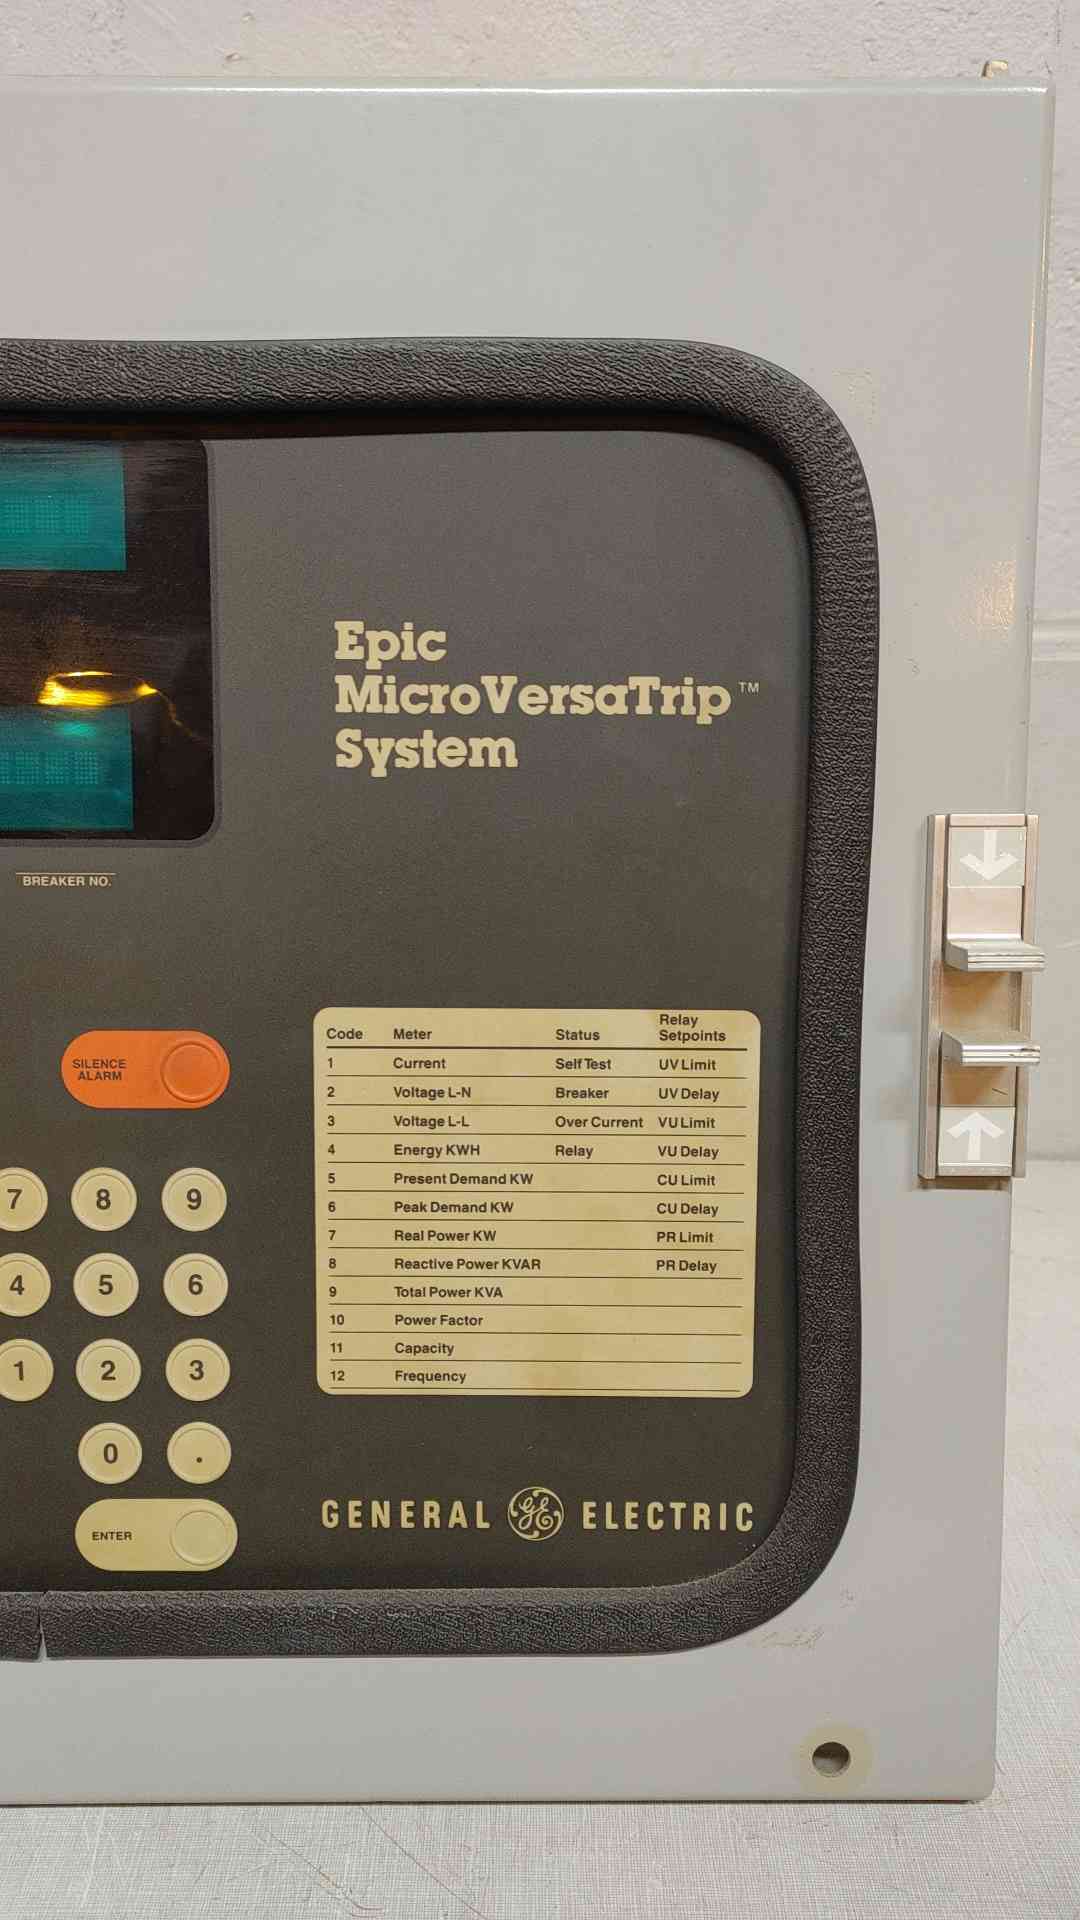 Epic
MicroVersaTrip™
System
BREAKER NO.
SILENCE
ALARM
7 8 9
4 5 6
1 2 3
0 .
ENTER
Code Meter Status Relay Setpoints
1 Current Self Test UV Limit
2 Voltage L-N Breaker UV Delay
3 Voltage L-L Over Current VU Limit
4 Energy KWH Relay VU Delay
5 Present Demand KW CU Limit
6 Peak Demand KW CU Delay
7 Real Power KW PR Limit
8 Reactive Power KVAR PR Delay
9 Total Power KVA
10 Power Factor
11 Capacity
12 Frequency
GENERAL GE ELECTRIC